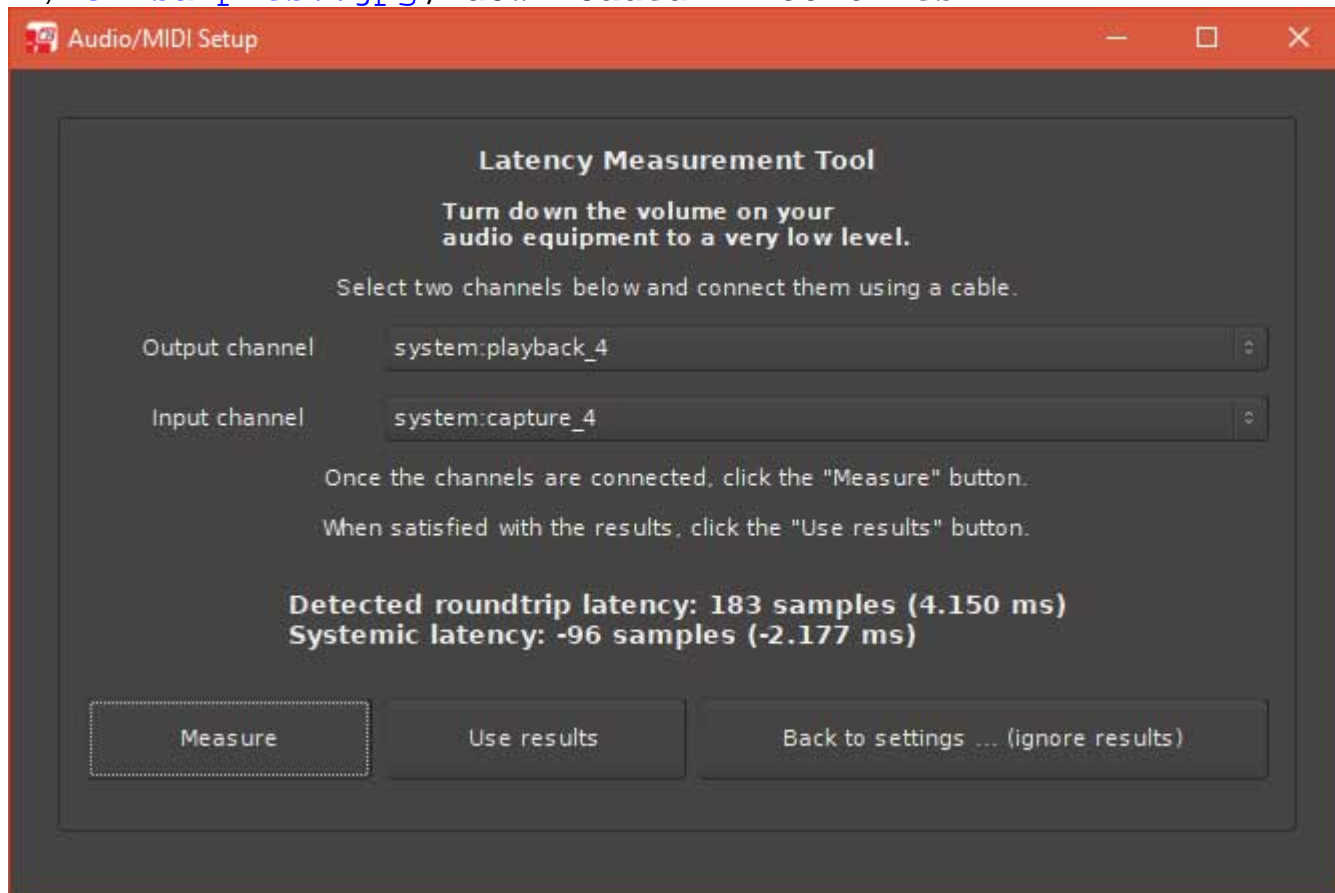 Audio/MIDI Setup
Latency Measurement Tool
Turn down the volume on your
audio equipment to a very low level.
Select two channels below and connect them using a cable.
Output channel system:playback_4
Input channel system:capture_4
Once the channels are connected, click the "Measure" button.
When satisfied with the results, click the "Use results" button.
Detected roundtrip latency: 183 samples (4.150 ms)
Systemic latency: -96 samples (-2.177 ms)
Measure Use results Back to settings ... (ignore results)